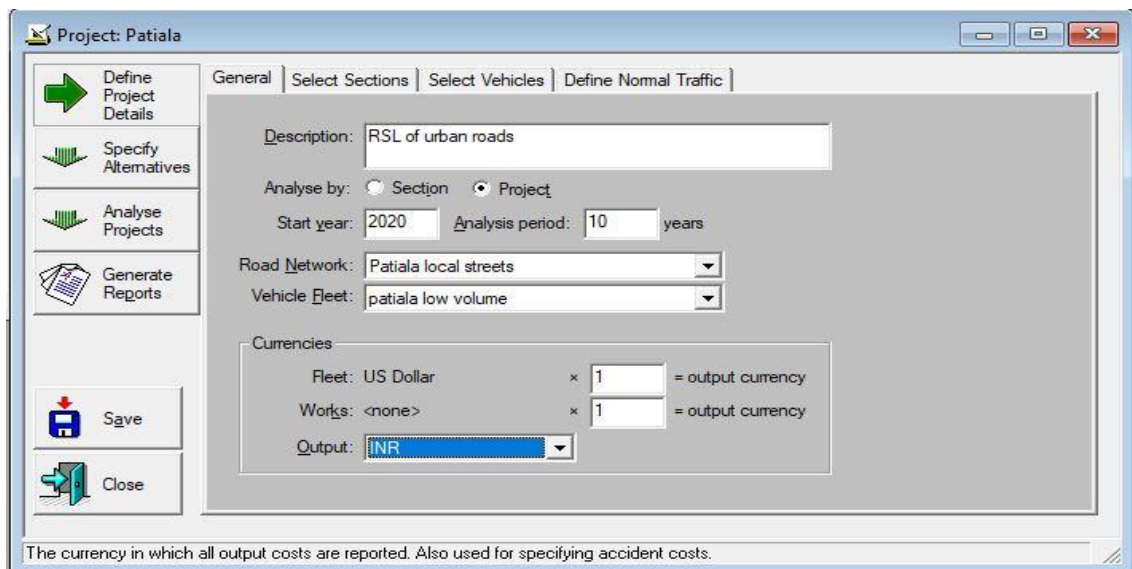 Project: Patiala
Define
Project
Details
Specify
Alternatives
Analyse
Projects
Generate
Reports
Save
Close
General Select Sections Select Vehicles Define Normal Traffic
Description: RSL of urban roads
Analyse by: Section Project
Start year: 2020 Analysis period: 10 years
Road Network: Patiala local streets
Vehicle Fleet: patiala low volume
Currencies
Fleet: US Dollar × 1 = output currency
Works: <none> × 1 = output currency
Output: INR
The currency in which all output costs are reported. Also used for specifying accident costs.